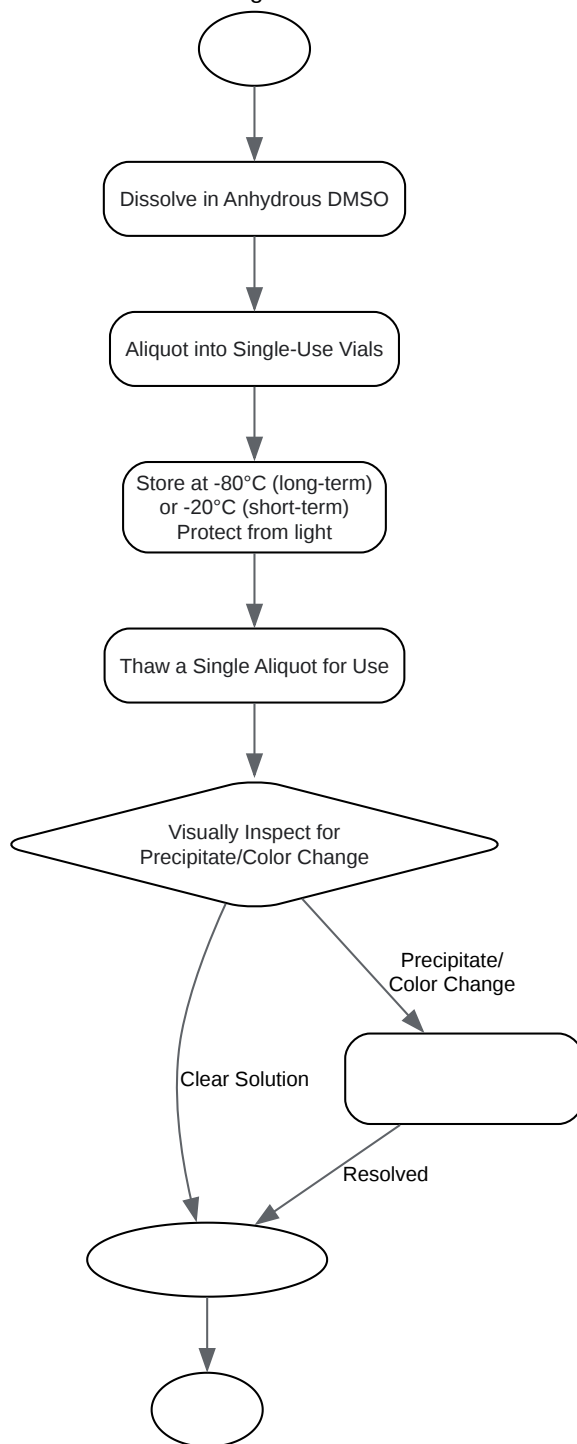 Dissolve in Anhydrous DMSO
Aliquot into Single-Use Vials
Store at -80°C (long-term)
or -20°C (short-term)
Protect from light
Thaw a Single Aliquot for Use
Visually Inspect for
Precipitate/Color Change
Precipitate/
Color Change
Clear Solution
Resolved